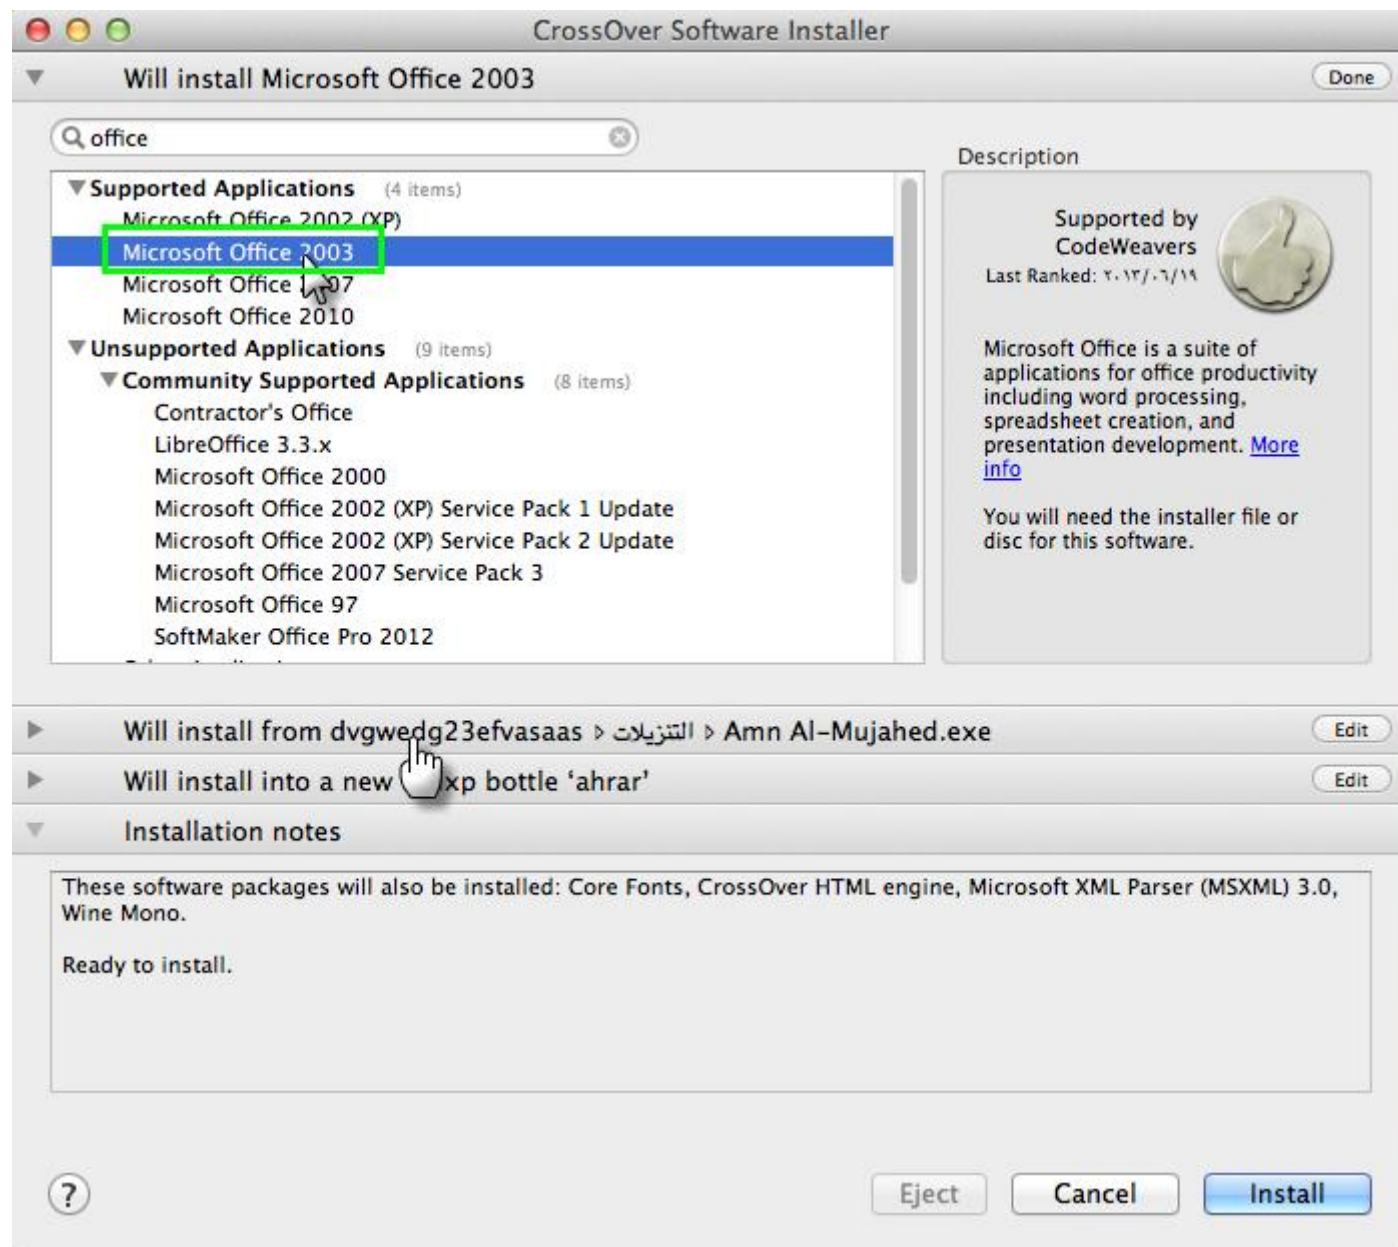 CrossOver Software Installer
Will install Microsoft Office 2003
Done
office
Supported Applications (4 items)
Microsoft Office 2002 (XP)
Microsoft Office 2003
Microsoft Office 07
Microsoft Office 2010
Unsupported Applications (9 items)
Community Supported Applications (8 items)
Contractor's Office
LibreOffice 3.3.x
Microsoft Office 2000
Microsoft Office 2002 (XP) Service Pack 1 Update
Microsoft Office 2002 (XP) Service Pack 2 Update
Microsoft Office 2007 Service Pack 3
Microsoft Office 97
SoftMaker Office Pro 2012
Description
Supported by
CodeWeavers
Last Ranked: ٢٠١٣/٠٦/١٩
Microsoft Office is a suite of
applications for office productivity
including word processing,
spreadsheet creation, and
presentation development. More
info
You will need the installer file or
disc for this software.
Will install from dvgwedg23efvasaas ▹ التنزيلات ▹ Amn Al-Mujahed.exe
Edit
Will install into a new xp bottle ‘ahrar’
Edit
Installation notes
These software packages will also be installed: Core Fonts, CrossOver HTML engine, Microsoft XML Parser (MSXML) 3.0,
Wine Mono.
Ready to install.
?
Eject
Cancel
Install